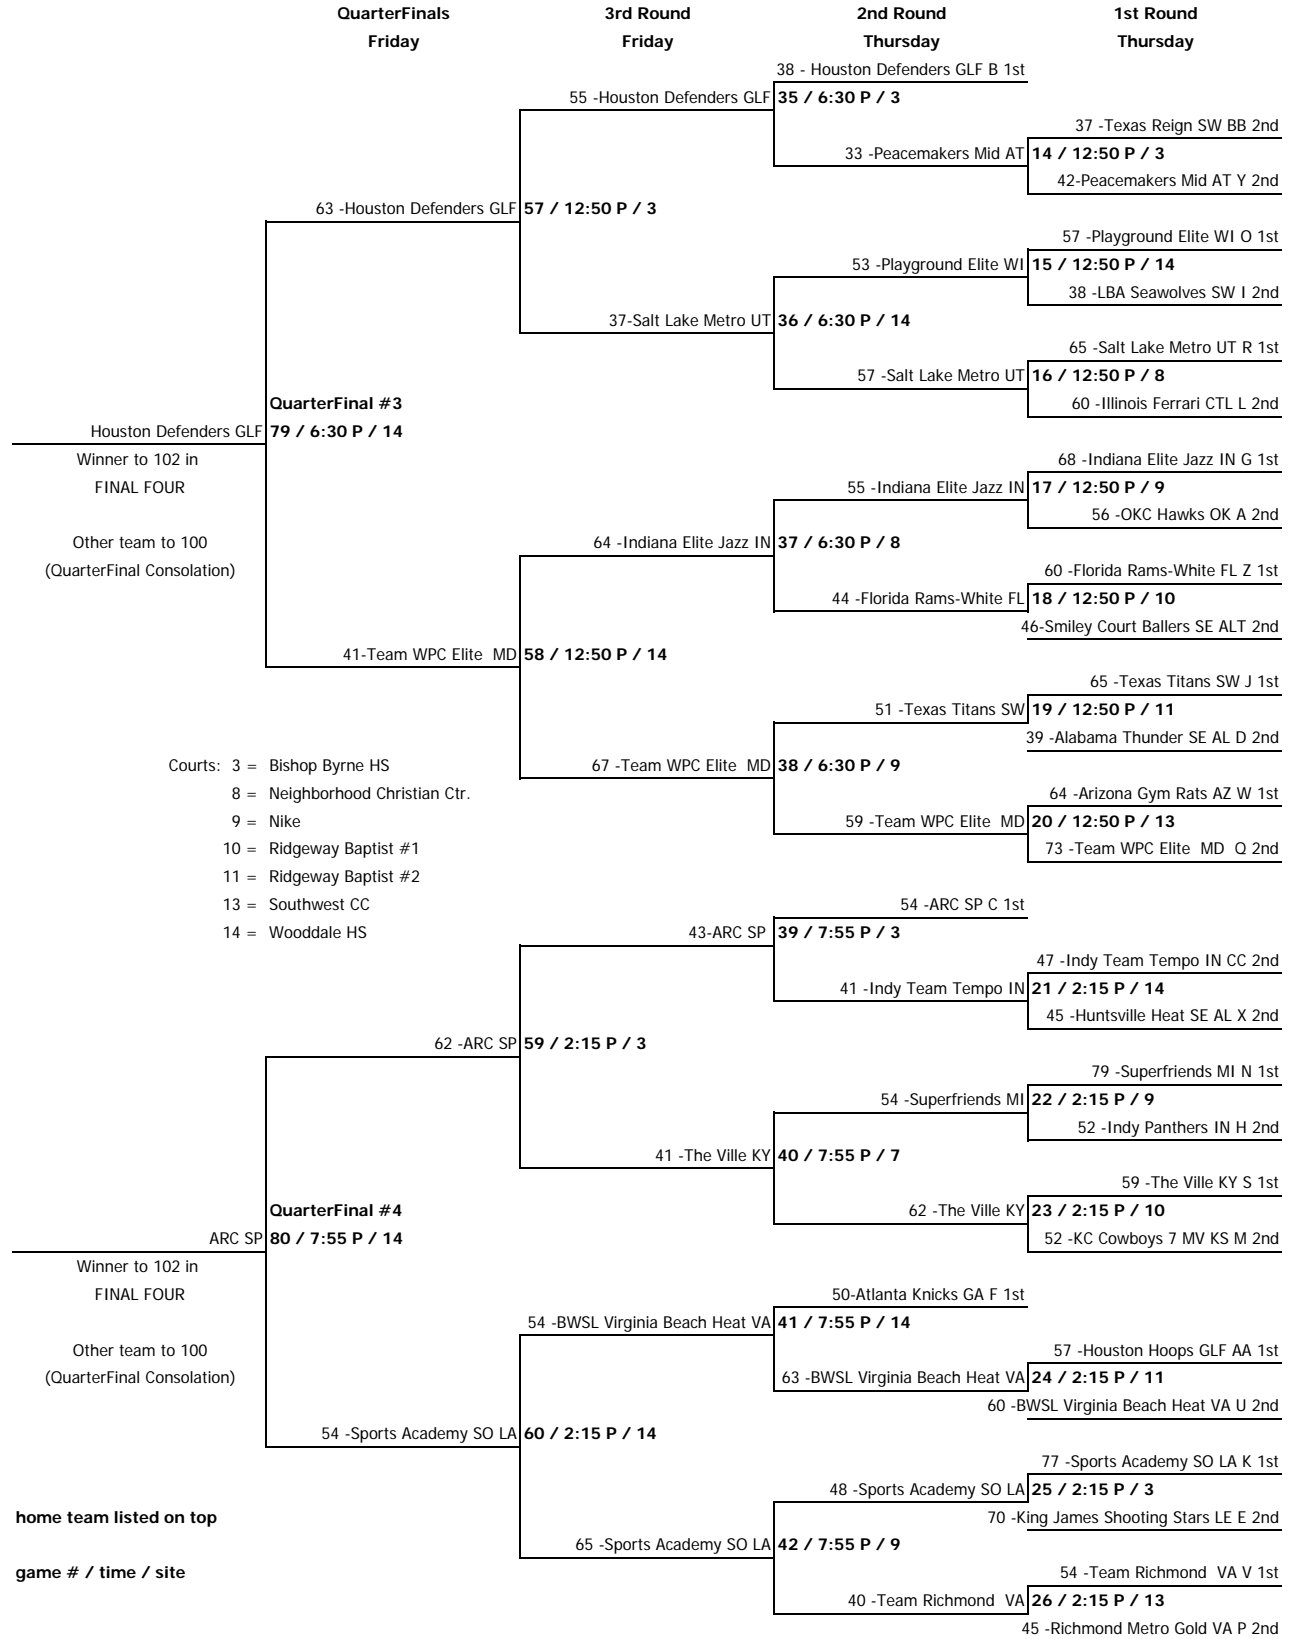 QuarterFinals 3rd Round 2nd Round 1st Round
Friday Friday Thursday Thursday
38 - Houston Defenders GLF B 1st
55 -Houston Defenders GLF 35 / 6:30 P / 3
37 -Texas Reign SW BB 2nd
33 -Peacemakers Mid AT 14 / 12:50 P / 3
42-Peacemakers Mid AT Y 2nd
63 -Houston Defenders GLF 57 / 12:50 P / 3
57 -Playground Elite WI O 1st
53 -Playground Elite WI 15 / 12:50 P / 14
38 -LBA Seawolves SW I 2nd
37-Salt Lake Metro UT 36 / 6:30 P / 14
65 -Salt Lake Metro UT R 1st
57 -Salt Lake Metro UT 16 / 12:50 P / 8
QuarterFinal #3 60 -Illinois Ferrari CTL L 2nd
Houston Defenders GLF 79 / 6:30 P / 14
Winner to 102 in 68 -Indiana Elite Jazz IN G 1st
FINAL FOUR 55 -Indiana Elite Jazz IN 17 / 12:50 P / 9
56 -OKC Hawks OK A 2nd
Other team to 100 64 -Indiana Elite Jazz IN 37 / 6:30 P / 8
(QuarterFinal Consolation) 60 -Florida Rams-White FL Z 1st
44 -Florida Rams-White FL 18 / 12:50 P / 10
46-Smiley Court Ballers SE ALT 2nd
41-Team WPC Elite MD 58 / 12:50 P / 14
65 -Texas Titans SW J 1st
51 -Texas Titans SW 19 / 12:50 P / 11
39 -Alabama Thunder SE AL D 2nd
Courts: 3 = Bishop Byrne HS 67 -Team WPC Elite MD 38 / 6:30 P / 9
8 = Neighborhood Christian Ctr. 64 -Arizona Gym Rats AZ W 1st
9 = Nike 59 -Team WPC Elite MD 20 / 12:50 P / 13
10 = Ridgeway Baptist #1 73 -Team WPC Elite MD Q 2nd
11 = Ridgeway Baptist #2
13 = Southwest CC 54 -ARC SP C 1st
14 = Wooddale HS 43-ARC SP 39 / 7:55 P / 3
47 -Indy Team Tempo IN CC 2nd
41 -Indy Team Tempo IN 21 / 2:15 P / 14
45 -Huntsville Heat SE AL X 2nd
62 -ARC SP 59 / 2:15 P / 3
79 -Superfriends MI N 1st
54 -Superfriends MI 22 / 2:15 P / 9
52 -Indy Panthers IN H 2nd
41 -The Ville KY 40 / 7:55 P / 7
59 -The Ville KY S 1st
QuarterFinal #4 62 -The Ville KY 23 / 2:15 P / 10
ARC SP 80 / 7:55 P / 14 52 -KC Cowboys 7 MV KS M 2nd
Winner to 102 in
FINAL FOUR 50-Atlanta Knicks GA F 1st
54 -BWSL Virginia Beach Heat VA 41 / 7:55 P / 14
Other team to 100 57 -Houston Hoops GLF AA 1st
(QuarterFinal Consolation) 63 -BWSL Virginia Beach Heat VA 24 / 2:15 P / 11
60 -BWSL Virginia Beach Heat VA U 2nd
54 -Sports Academy SO LA 60 / 2:15 P / 14
77 -Sports Academy SO LA K 1st
48 -Sports Academy SO LA 25 / 2:15 P / 3
home team listed on top 70 -King James Shooting Stars LE E 2nd
65 -Sports Academy SO LA 42 / 7:55 P / 9
game # / time / site 54 -Team Richmond VA V 1st
40 -Team Richmond VA 26 / 2:15 P / 13
45 -Richmond Metro Gold VA P 2nd